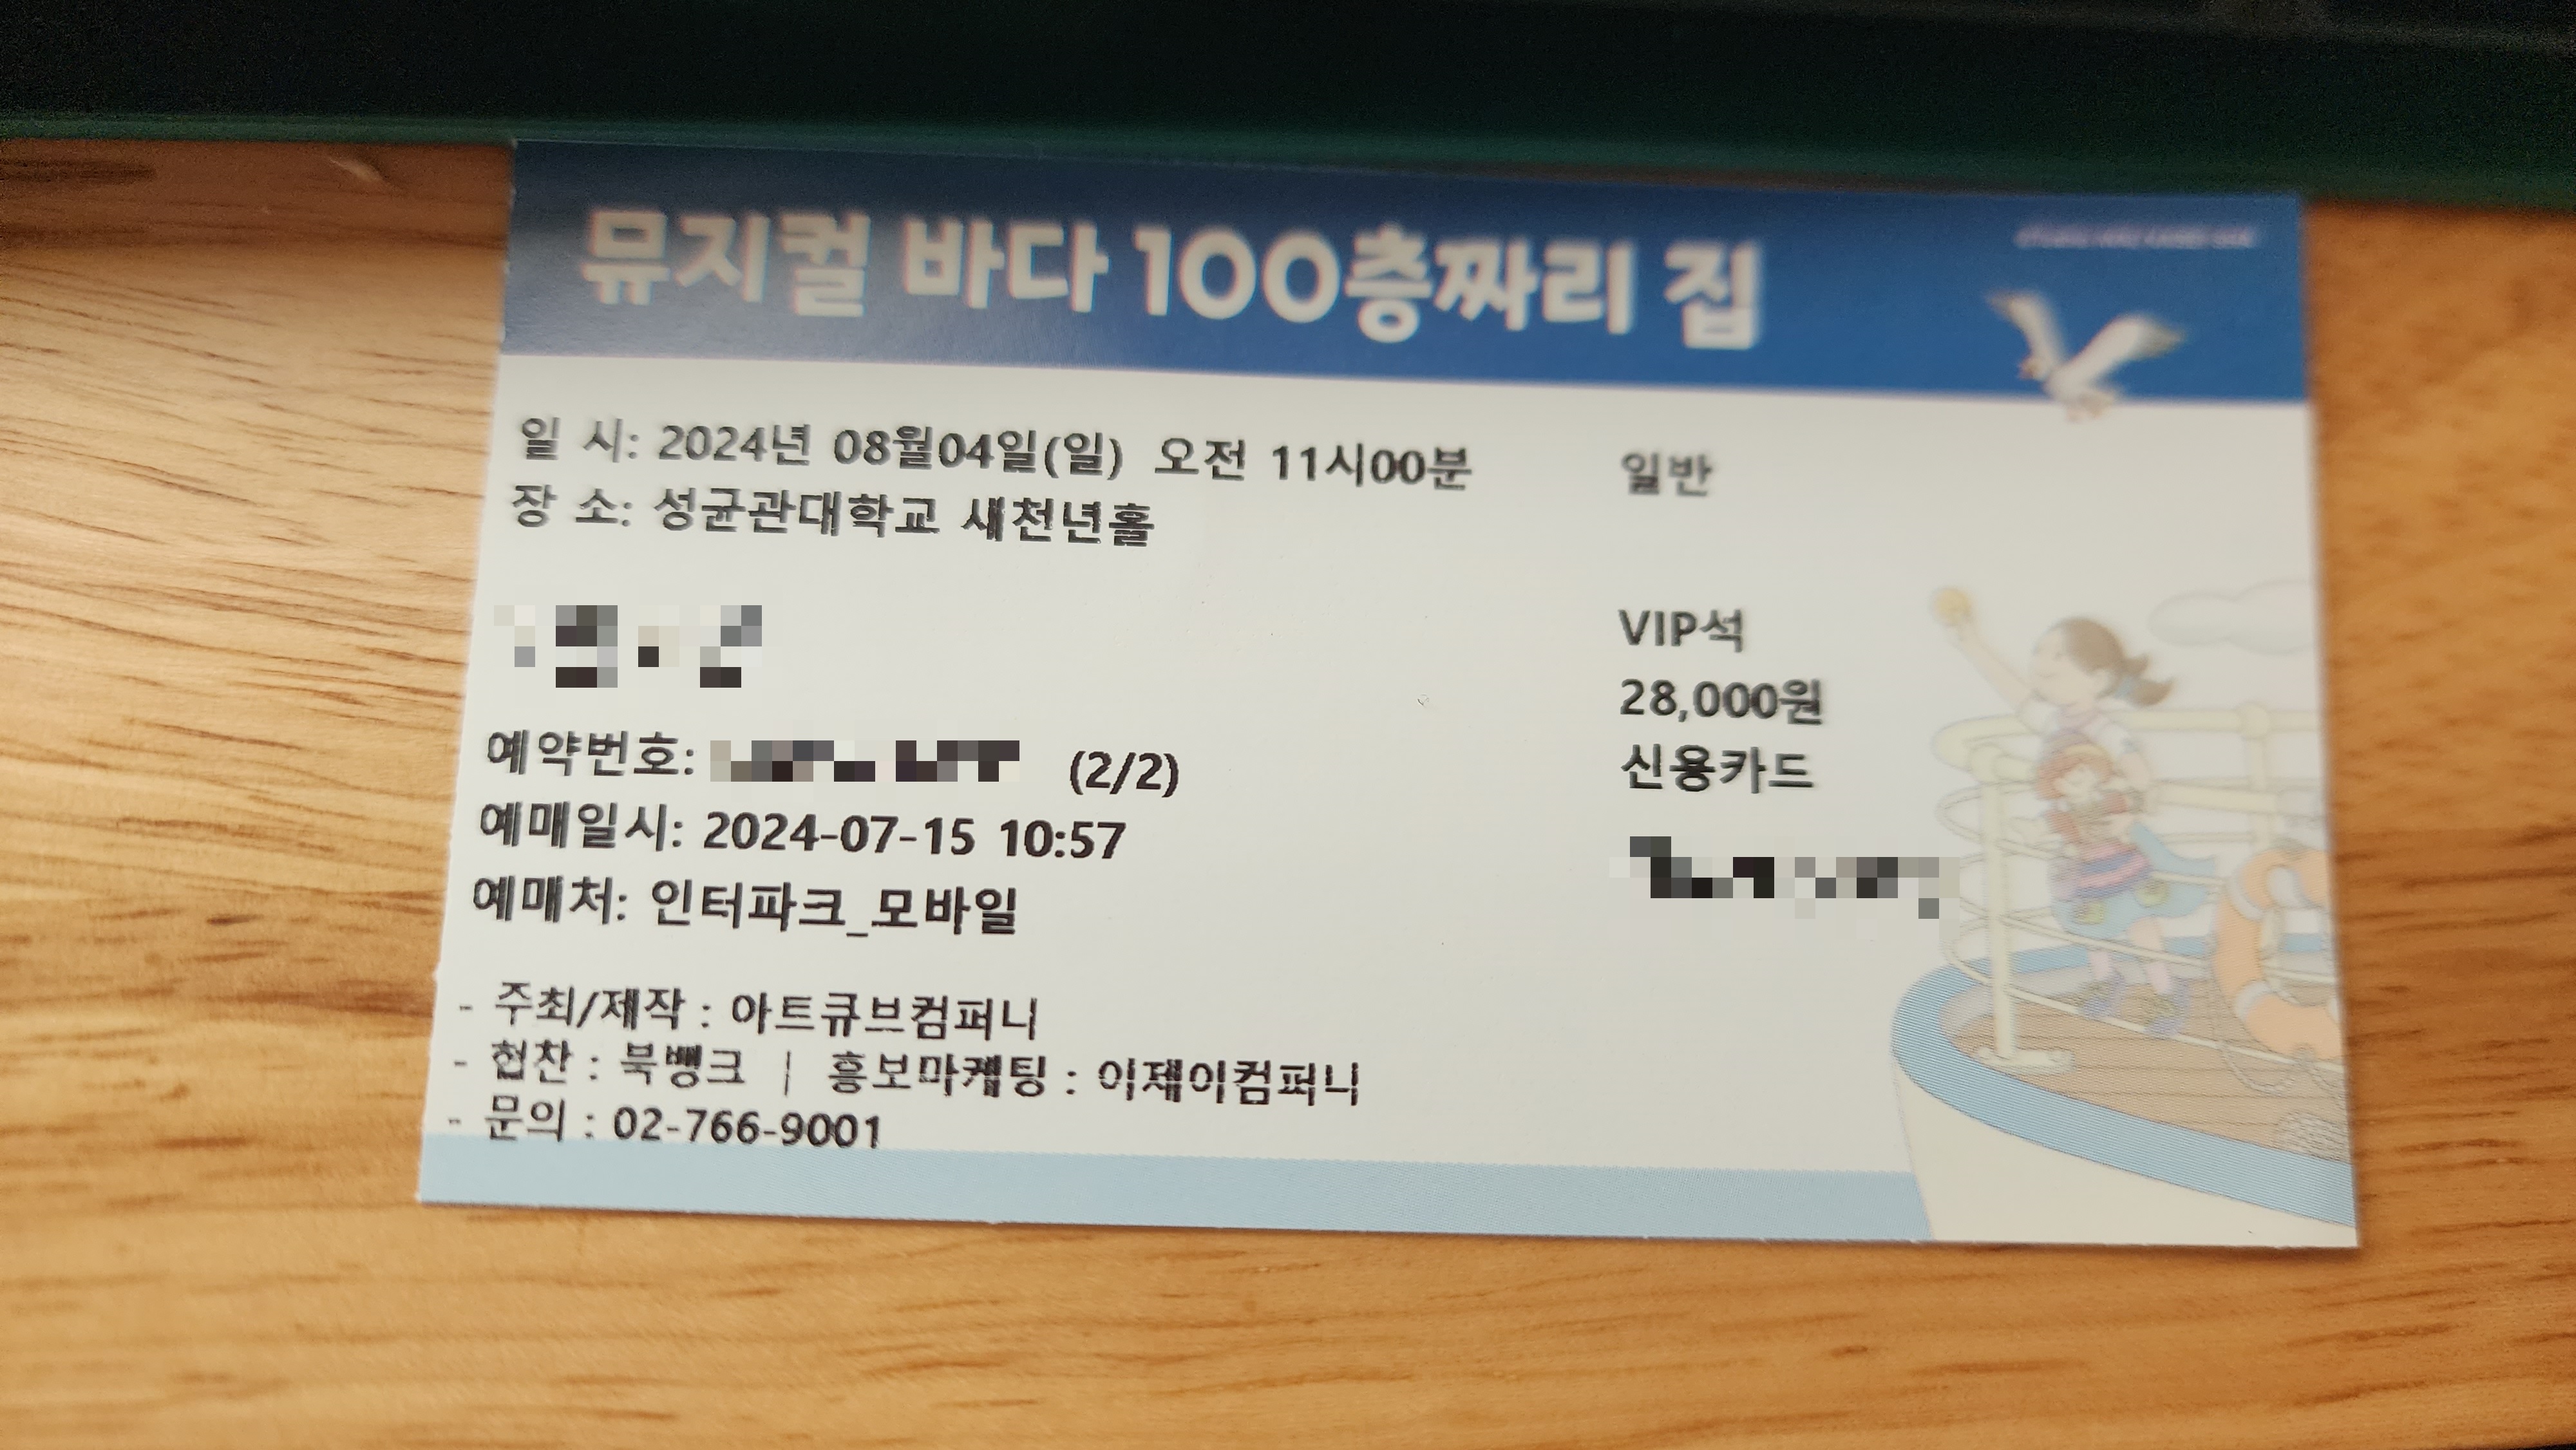 뮤지컬 바다 100층짜리 집
일 시: 2024년 08월04일(일) 오전 11시00분
일반
장 소: 성균관대학교 새천년홀
VIP석
28,000원
신용카드
예약번호: (2/2)
예매일시: 2024-07-15 10:57
예매처: 인터파크_모바일
- 주최/제작 : 아트큐브컴퍼니
- 협찬 : 북뱅크 | 홍보마케팅 : 이제이컴퍼니
- 문의 : 02-766-9001